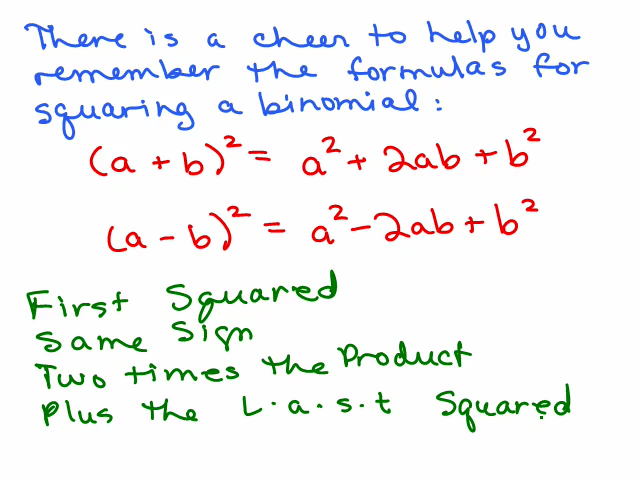 There is a cheer to help you
remember the formulas for
squaring a binomial:
(a + b)² = a² + 2ab + b²
(a - b)² = a² - 2ab + b²
First Squared
Same Sign
Two times the Product
Plus the L.a.s.t Squared